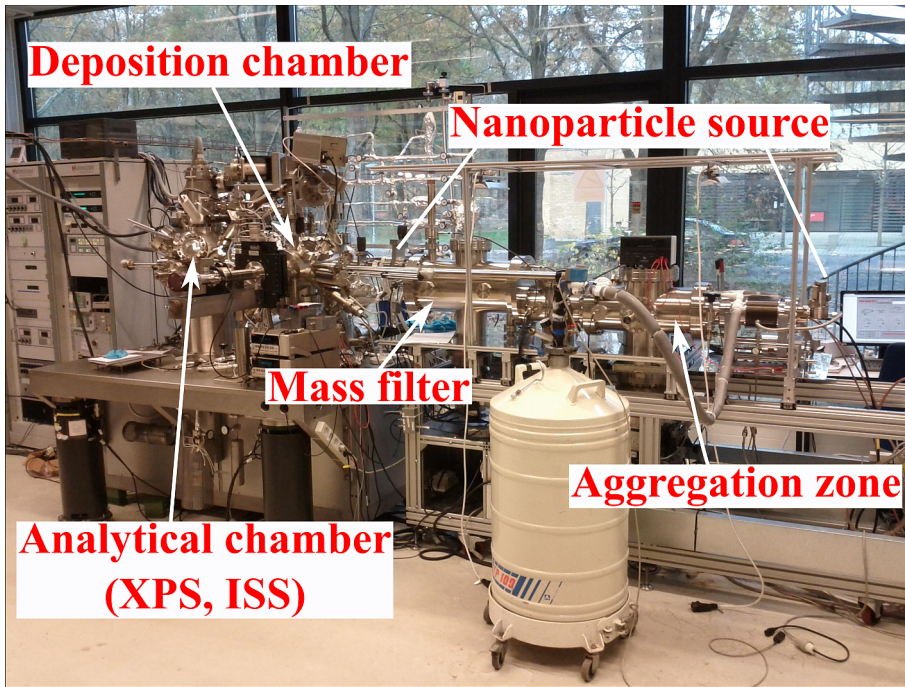 Deposition chamber
Nanoparticle source
Mass filter
Aggregation zone
Analytical chamber
(XPS, ISS)